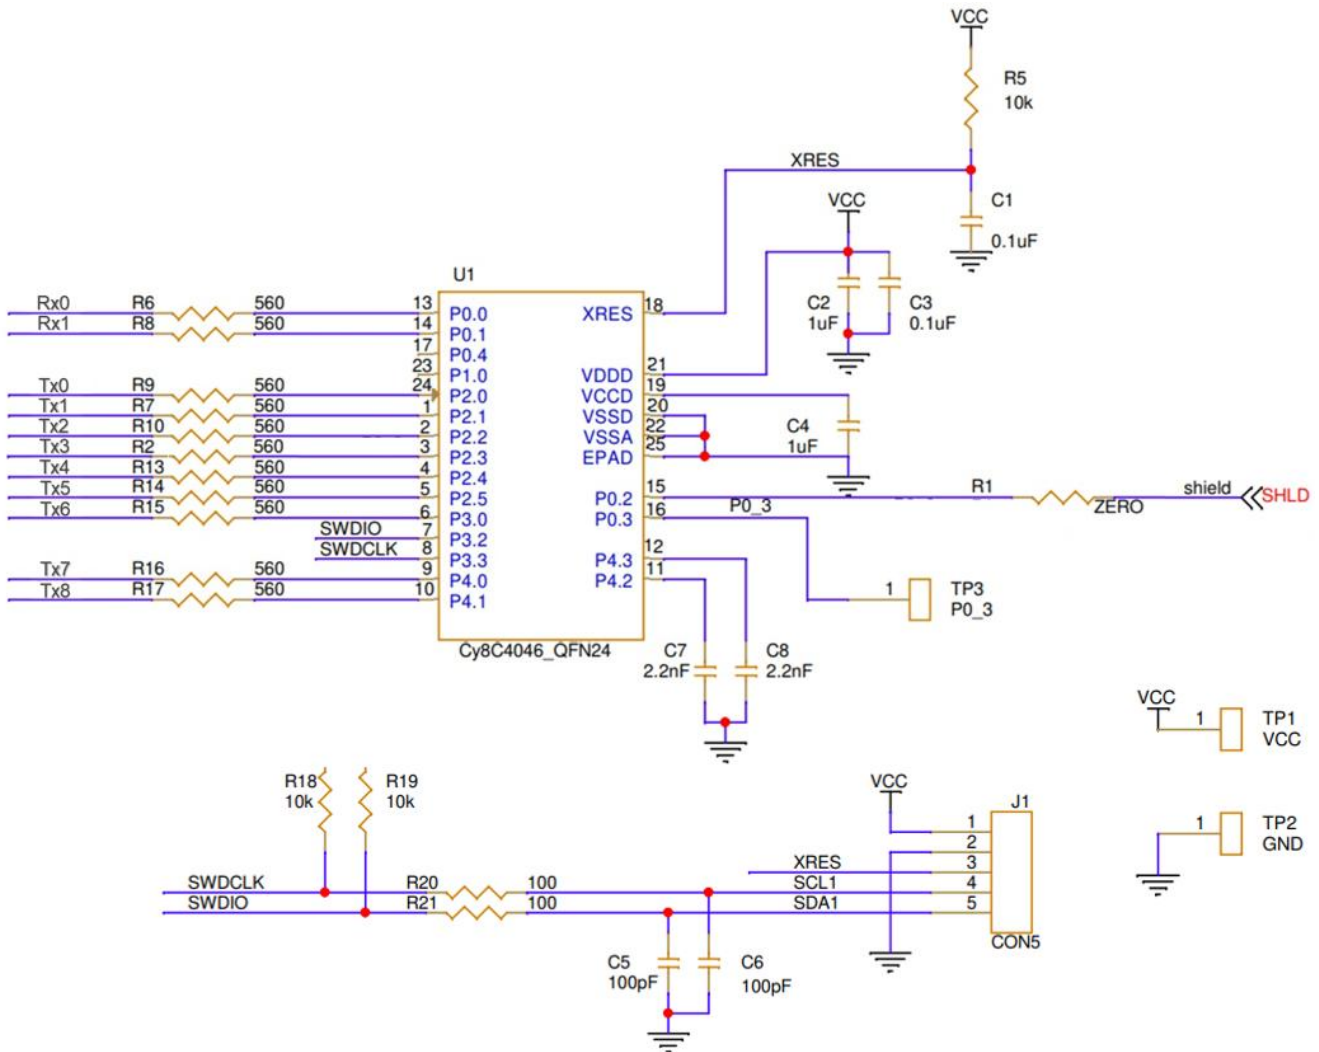 VCC
R5
10k
XRES
C1
0.1uF
VCC
C2
1uF
C3
0.1uF
U1
Rx0 R6 560 13 P0.0
XRES 18
Rx1 R8 560 14 P0.1
17 P0.4
23 P1.0
VDDD 21
Tx0 R9 560 24 P2.0
VCCD 19
Tx1 R7 560 1 P2.1
VSSD 20
Tx2 R10 560 2 P2.2
VSSA 22
Tx3 R2 560 3 P2.3
EPAD 25
C4
1uF
Tx4 R13 560 4 P2.4
Tx5 R14 560 5 P2.5
P0.2 15 R1 ZERO shield SHLD
Tx6 R15 560 6 P3.0
P0.3 16 P0_3
SWDIO 7 P3.2
SWDCLK 8 P3.3
P4.3 12
Tx7 R16 560 9 P4.0
P4.2 11
Tx8 R17 560 10 P4.1
1 TP3
P0_3
Cy8C4046_QFN24
C7
2.2nF
C8
2.2nF
VCC
1 TP1
VCC
1 TP2
GND
R18
10k
R19
10k
VCC
J1
1
2
XRES 3
SWDCLK R20 100 SCL1 4
SWDIO R21 100 SDA1 5
CON5
C5
100pF
C6
100pF